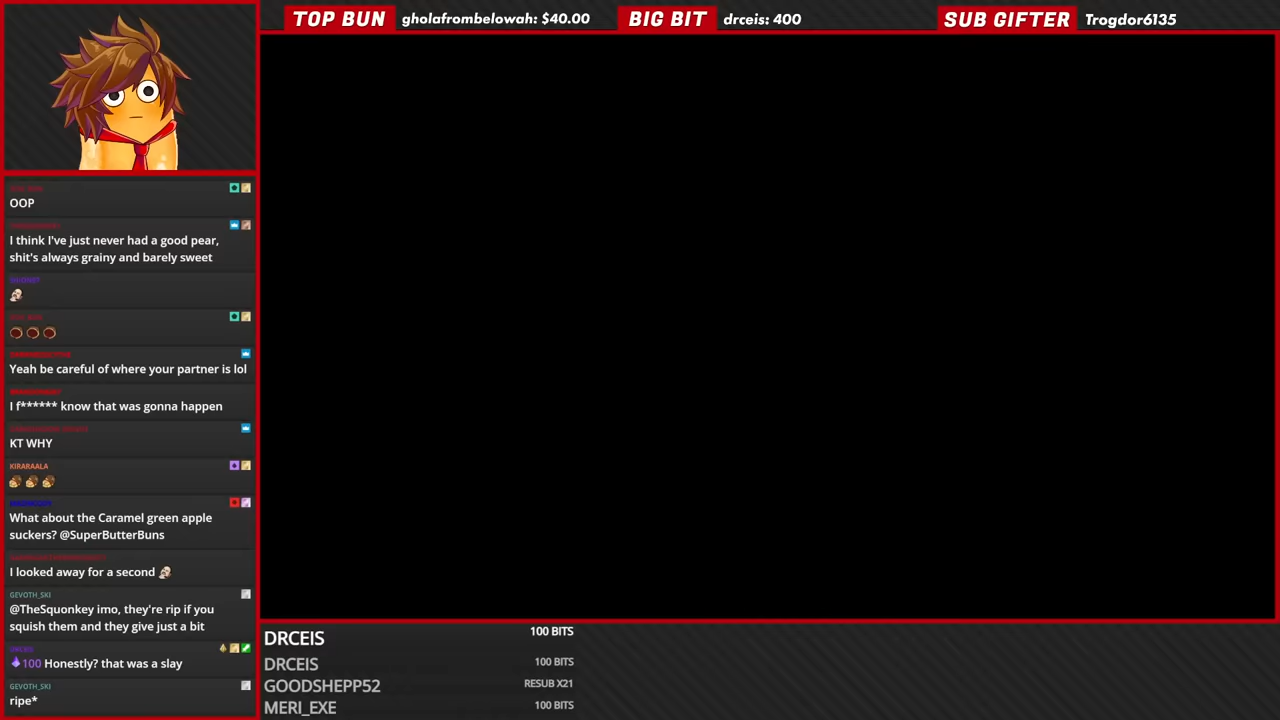 TOP BUN gholafrombelowah: $40.00 BIG BIT drceis: 400 SUB GIFTER Trogdor6135
OOP
I think I've just never had a good pear,
shit's always grainy and barely sweet
Yeah be careful of where your partner is lol
I f****** know that was gonna happen
KT WHY
KIRARAALA
What about the Caramel green apple
suckers? @SuperButterBuns
I looked away for a second
GEVOTH_SKI
@TheSquonkey imo, they're rip if you
squish them and they give just a bit
DRCEIS
100 Honestly? that was a slay
GEVOTH_SKI
ripe*
DRCEIS 100 BITS
DRCEIS 100 BITS
GOODSHEPP52 RESUB X21
MERI_EXE 100 BITS